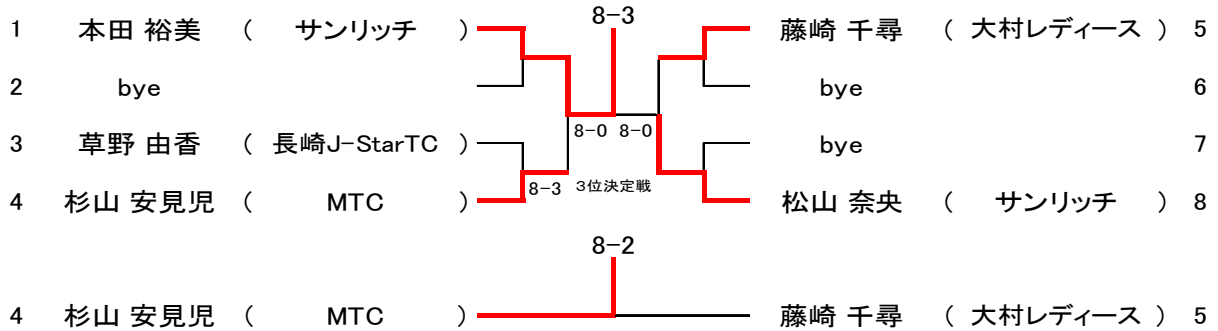 8-3
1 本田 裕美 ( サンリッチ ) 藤崎 千尋 ( 大村レディース ) 5
2 bye bye 6
8-0 8-0
3 草野 由香 ( 長崎J-StarTC ) bye 7
8-3 3位決定戦
4 杉山 安見児 ( MTC ) 松山 奈央 ( サンリッチ ) 8
8-2
4 杉山 安見児 ( MTC ) 藤崎 千尋 ( 大村レディース ) 5